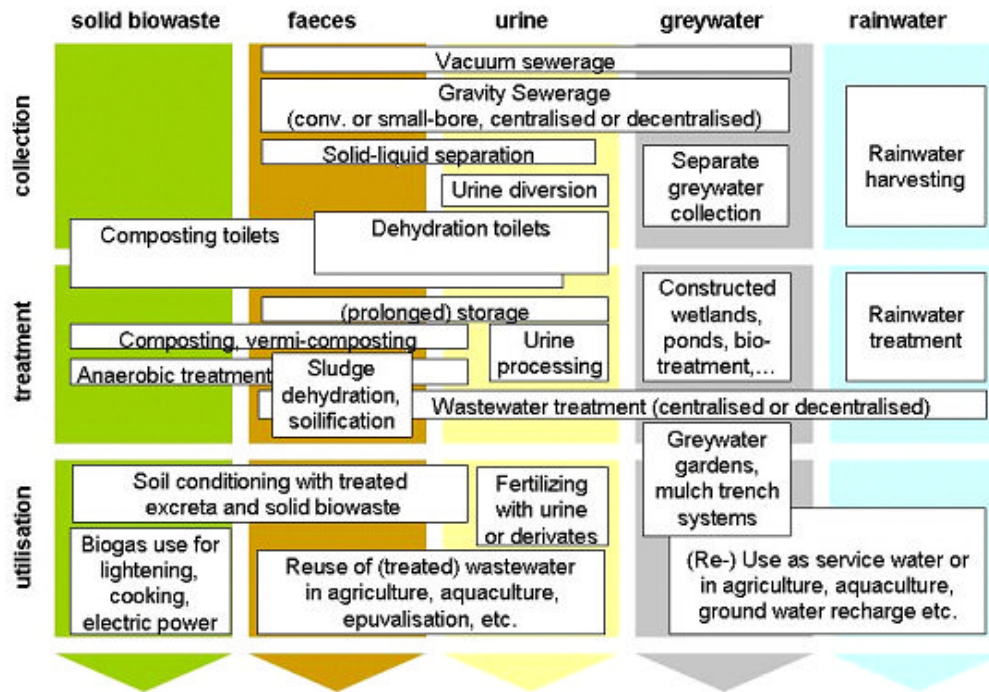 solid biowaste
faeces
urine
greywater
rainwater
collection
Vacuum sewerage
Gravity Sewerage
(conv. or small-bore, centralised or decentralised)
Solid-liquid separation
Urine diversion
Separate
greywater
collection
Rainwater
harvesting
Composting toilets
Dehydration toilets
treatment
(prolonged) storage
Composting, vermi-composting
Anaerobic treatment
Sludge
dehydration,
soilification
Urine
processing
Constructed
wetlands,
ponds, bio-
treatment,...
Rainwater
treatment
Wastewater treatment (centralised or decentralised)
utilisation
Soil conditioning with treated
excreta and solid biowaste
Fertilizing
with urine
or derivates
Greywater
gardens,
mulch trench
systems
Biogas use for
lightening,
cooking,
electric power
Reuse of (treated) wastewater
in agriculture, aquaculture,
epuvalisation, etc.
(Re-) Use as service water or
in agriculture, aquaculture,
ground water recharge etc.